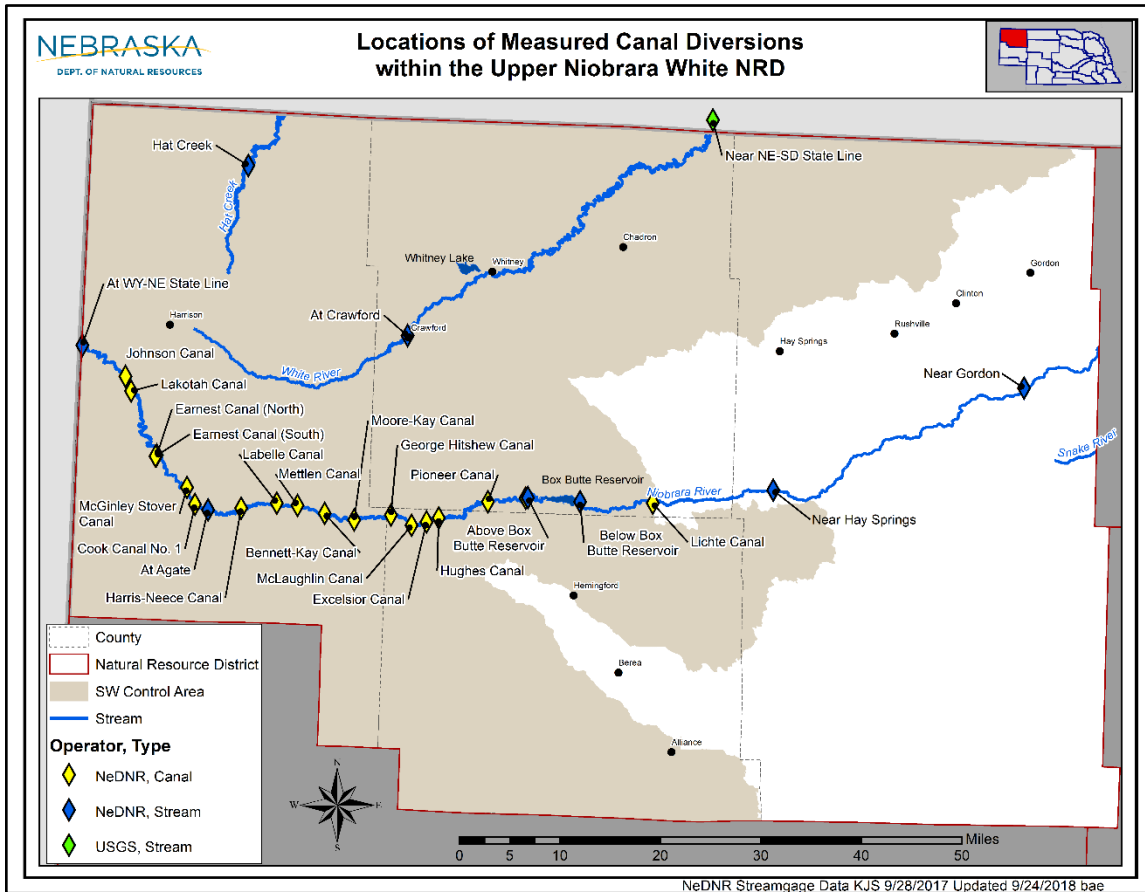 NEBRASKA
DEPT. OF NATURAL RESOURCES
Locations of Measured Canal Diversions
within the Upper Niobrara White NRD
Hat Creek
Near NE-SD State Line
Hat Creek
Chadron
Whitney Lake
Whitney
Gordon
At WY-NE State Line
Clinton
Harrison
At Crawford
Crawford
Rushville
Hay Springs
Johnson Canal
White River
Near Gordon
Lakotah Canal
Earnest Canal (North)
Moore-Kay Canal
Earnest Canal (South)
George Hitshew Canal
Labelle Canal
Snake River
Mettlen Canal
Pioneer Canal
Box Butte Reservoir
Niobrara River
McGinley Stover
Canal
Cook Canal No. 1
At Agate
Harris-Neece Canal
Bennett-Kay Canal
McLaughlin Canal
Excelsior Canal
Hughes Canal
Above Box
Butte Reservoir
Below Box
Butte Reservoir
Lichte Canal
Near Hay Springs
Hemingford
Berea
Alliance
County
Natural Resource District
SW Control Area
Stream
Operator, Type
NeDNR, Canal
NeDNR, Stream
USGS, Stream
N
W
E
S
Miles
0 5 10 20 30 40 50
NeDNR Streamgage Data KJS 9/28/2017 Updated 9/24/2018 bae